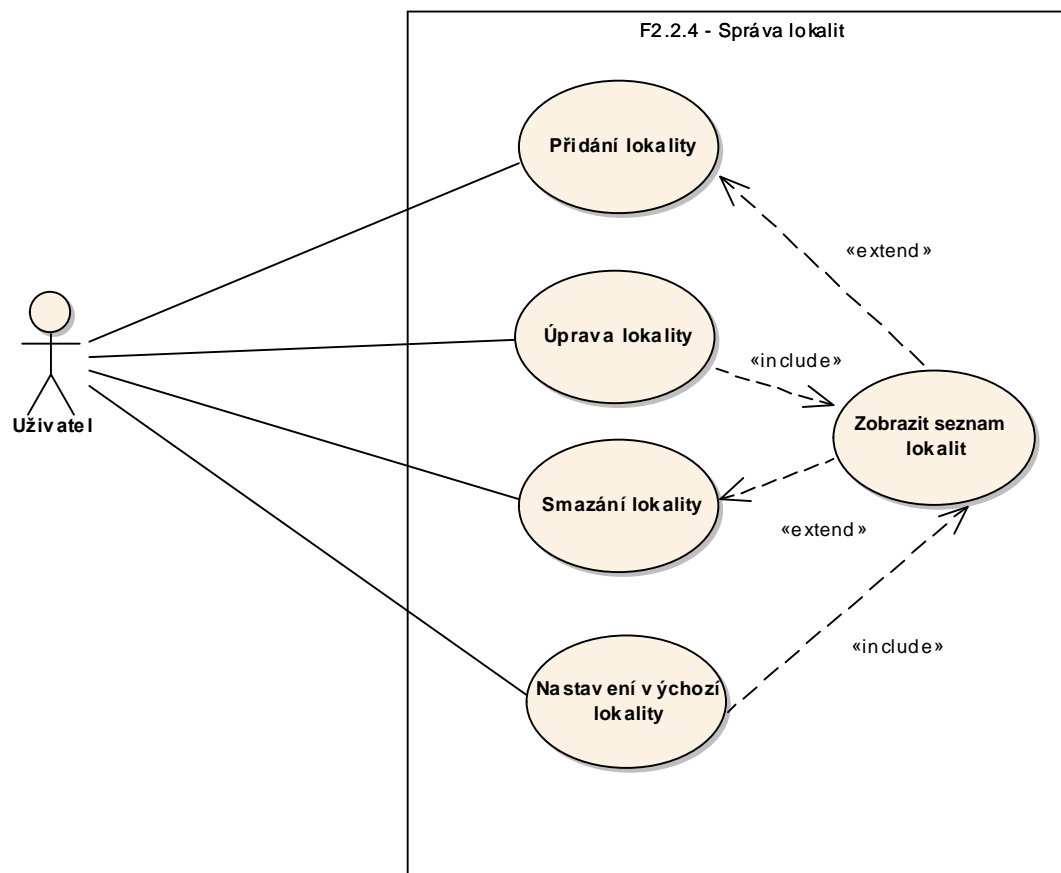 F2.2.4 - Správa lokalit
Přidání lokality
«extend»
Úprava lokality
«include»
Uživatel
Zobrazit seznam
lokalit
Smazání lokality
«extend»
«include»
Nastavení výchozí
lokality